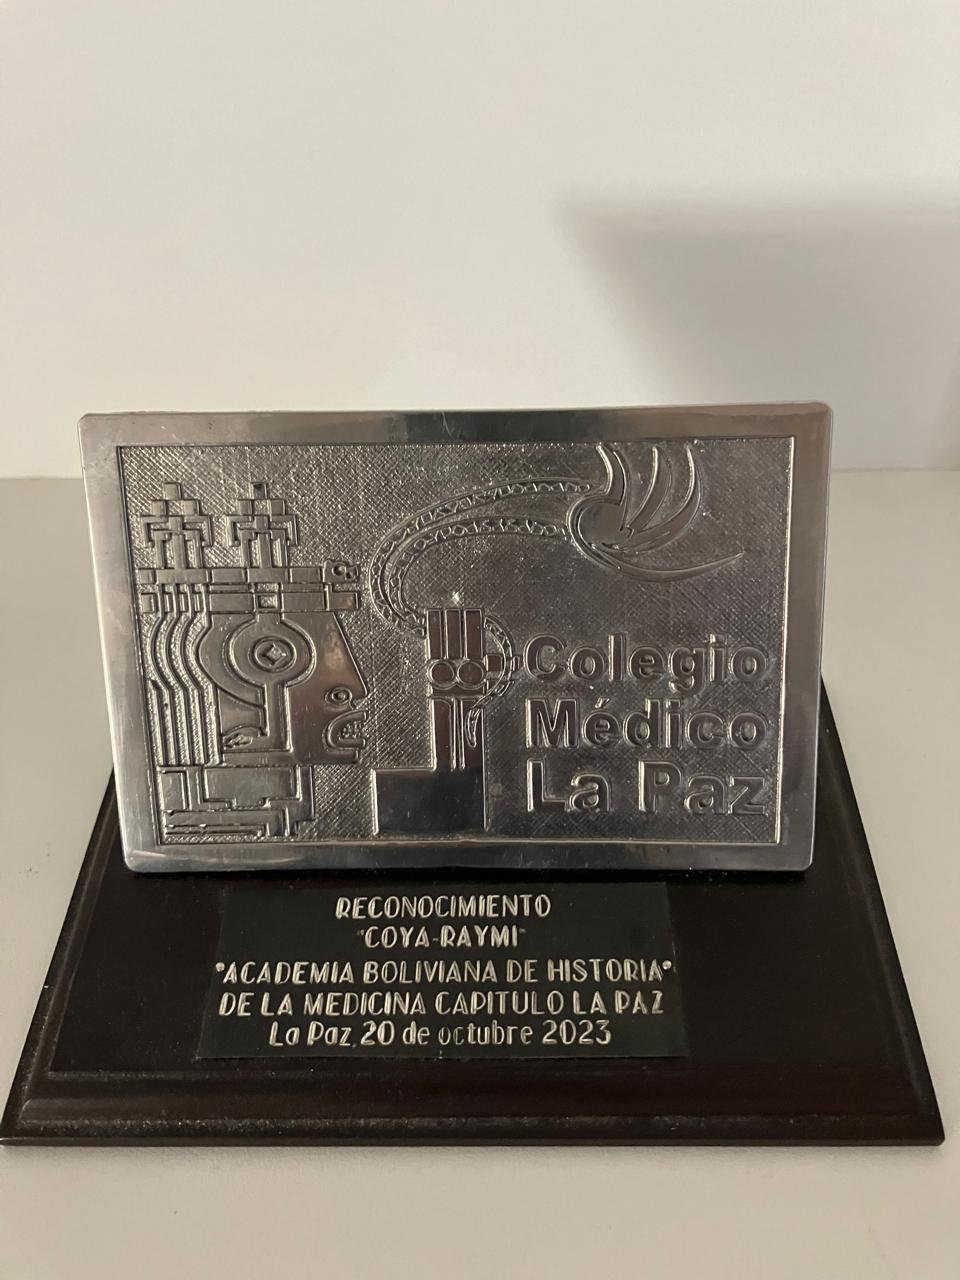 Colegio
Médico
La Paz
RECONOCIMIENTO
"COYA-RAYMI"
"ACADEMIA BOLIVIANA DE HISTORIA"
DE LA MEDICINA CAPITULO LA PAZ
La Paz, 20 de octubre 2023